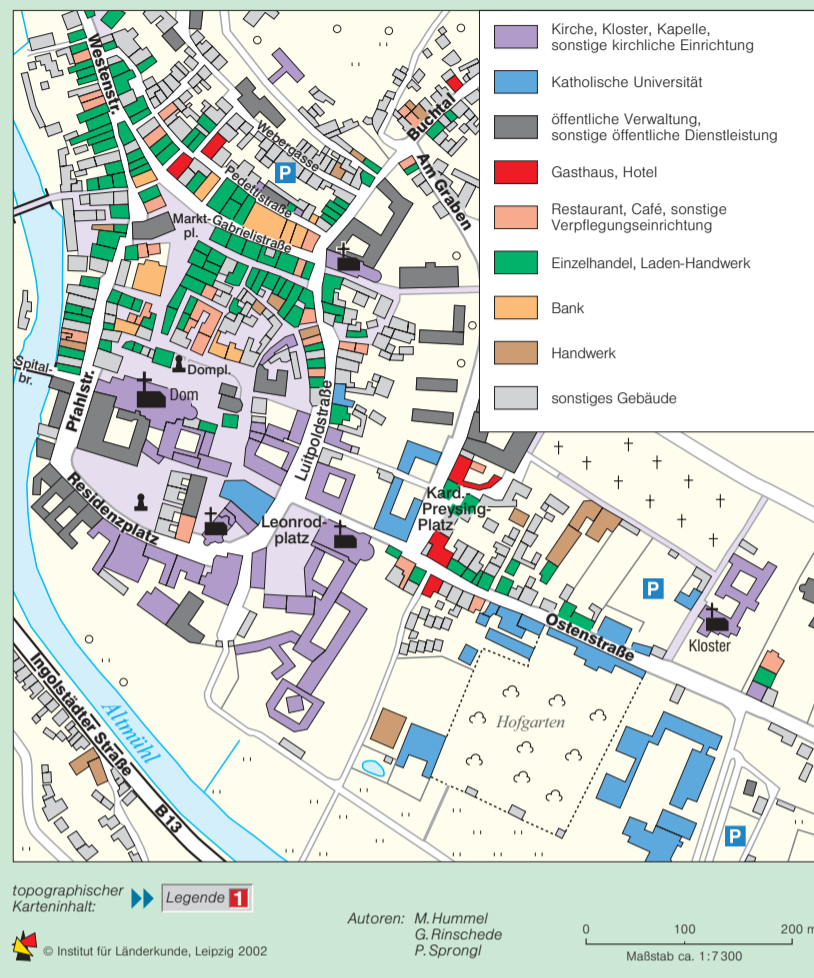 Kirche, Kloster, Kapelle,
sonstige kirchliche Einrichtung
Katholische Universität
öffentliche Verwaltung,
sonstige öffentliche Dienstleistung
Gasthaus, Hotel
Restaurant, Café, sonstige
Verpflegungseinrichtung
Einzelhandel, Laden-Handwerk
Bank
Handwerk
sonstiges Gebäude
Westenstr.
Webergasse
Buchtal
Am Graben
P
Pedettistraße
Markt-
pl.
Gabrielistraße
Spital-
br.
Pfahlstr.
Dompl.
Dom
Luitpoldstraße
Residenzplatz
Leonrod-
platz
Kard.-
Preysing-
Platz
P
Ostenstraße
Kloster
Hofgarten
Ingolstädter Straße
Altmühl
B13
P
topographischer
Karteninhalt:
Legende 1
© Institut für Länderkunde, Leipzig 2002
Autoren: M. Hummel
G. Rinschede
P. Sprongl
0 100 200 m
Maßstab ca. 1:7300